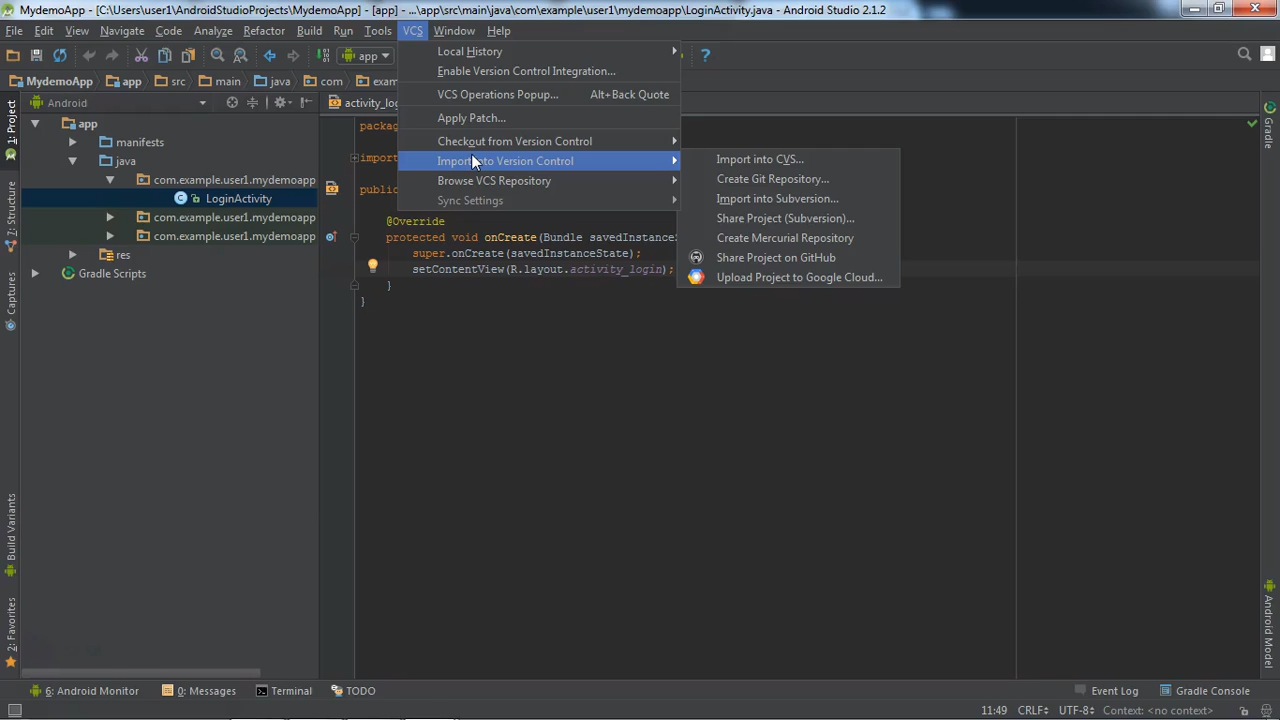 MydemoApp - [C:\Users\user1\AndroidStudioProjects\MydemoApp] - [app] - ...\app\src\main\java\com\example\user1\mydemoapp\LoginActivity.java - Android Studio 2.1.2
File Edit View Navigate Code Analyze Refactor Build Run Tools VCS Window Help
app
MydemoApp app src main java com exam
Android
activity_log
1: Project
7: Structure
Captures
Build Variants
2: Favorites
Gradle
Android Model
app
manifests
java
com.example.user1.mydemoapp
LoginActivity
com.example.user1.mydemoapp
com.example.user1.mydemoapp
res
Gradle Scripts
Local History
Enable Version Control Integration...
VCS Operations Popup... Alt+Back Quote
Apply Patch...
Checkout from Version Control
Import into Version Control
Browse VCS Repository
Sync Settings
Import into CVS...
Create Git Repository...
Import into Subversion...
Share Project (Subversion)...
Create Mercurial Repository
Share Project on GitHub
Upload Project to Google Cloud...
packag
import
public
@Override
protected void onCreate(Bundle savedInstanceS
super.onCreate(savedInstanceState);
setContentView(R.layout.activity_login);
}
}
6: Android Monitor 0: Messages Terminal TODO Event Log Gradle Console
11:49 CRLF UTF-8 Context: <no context>